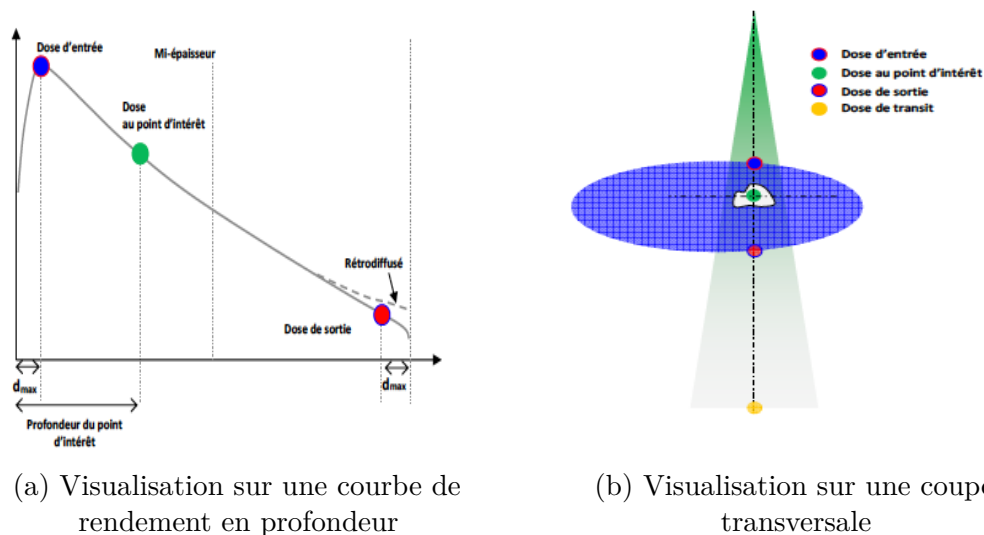 Dose d'entrée
Mi-épaisseur
Dose
au point d'intérêt
Rétrodiffusé
Dose de sortie
dmax
dmax
Profondeur du point
d'intérêt
(a) Visualisation sur une courbe de
rendement en profondeur
Dose d'entrée
Dose au point d'intérêt
Dose de sortie
Dose de transit
(b) Visualisation sur une coupe
transversale